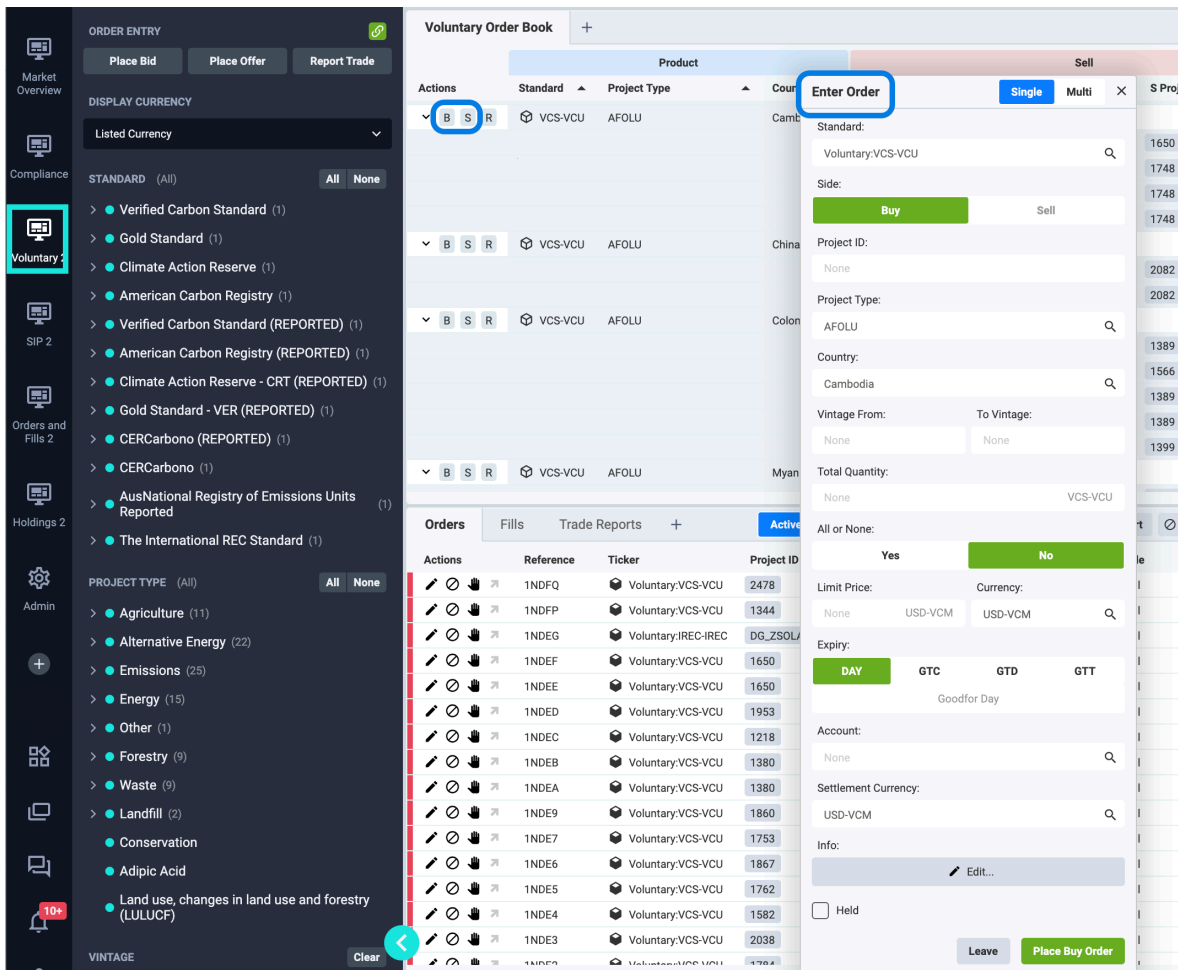 Market
Overview
Compliance
Voluntary 2
SIP 2
Orders and
Fills 2
Holdings 2
Admin
10+
ORDER ENTRY
Place Bid Place Offer Report Trade
DISPLAY CURRENCY
Listed Currency
STANDARD (All) All None
Verified Carbon Standard (1)
Gold Standard (1)
Climate Action Reserve (1)
American Carbon Registry (1)
Verified Carbon Standard (REPORTED) (1)
American Carbon Registry (REPORTED) (1)
Climate Action Reserve - CRT (REPORTED) (1)
Gold Standard - VER (REPORTED) (1)
CERCarbono (REPORTED) (1)
CERCarbono (1)
AusNational Registry of Emissions Units
Reported (1)
The International REC Standard (1)
PROJECT TYPE (All) All None
Agriculture (11)
Alternative Energy (22)
Emissions (25)
Energy (15)
Other (1)
Forestry (9)
Waste (9)
Landfill (2)
Conservation
Adipic Acid
Land use, changes in land use and forestry
(LULUCF)
VINTAGE Clear
Voluntary Order Book +
Product Sell
Actions Standard Project Type Coun S Proj
B S R VCS-VCU AFOLU Camb
1650
1748
1748
1748
B S R VCS-VCU AFOLU China
2082
2082
B S R VCS-VCU AFOLU Colon
1389
1566
1389
1389
1399
B S R VCS-VCU AFOLU Myan
Orders Fills Trade Reports + Active
Actions Reference Ticker Project ID
1NDFQ Voluntary:VCS-VCU 2478
1NDFP Voluntary:VCS-VCU 1344
1NDEG Voluntary:IREC-IREC DG_ZSOLA
1NDEF Voluntary:VCS-VCU 1650
1NDEE Voluntary:VCS-VCU 1650
1NDED Voluntary:VCS-VCU 1953
1NDEC Voluntary:VCS-VCU 1218
1NDEB Voluntary:VCS-VCU 1380
1NDEA Voluntary:VCS-VCU 1380
1NDE9 Voluntary:VCS-VCU 1860
1NDE7 Voluntary:VCS-VCU 1753
1NDE6 Voluntary:VCS-VCU 1867
1NDE5 Voluntary:VCS-VCU 1762
1NDE4 Voluntary:VCS-VCU 1582
1NDE3 Voluntary:VCS-VCU 2038
Enter Order Single Multi
Standard:
Voluntary:VCS-VCU
Side:
Buy Sell
Project ID:
None
Project Type:
AFOLU
Country:
Cambodia
Vintage From: To Vintage:
None None
Total Quantity:
None VCS-VCU
All or None:
Yes No
Limit Price: Currency:
None USD-VCM USD-VCM
Expiry:
DAY GTC GTD GTT
Goodfor Day
Account:
None
Settlement Currency:
USD-VCM
Info:
Edit...
Held
Leave Place Buy Order